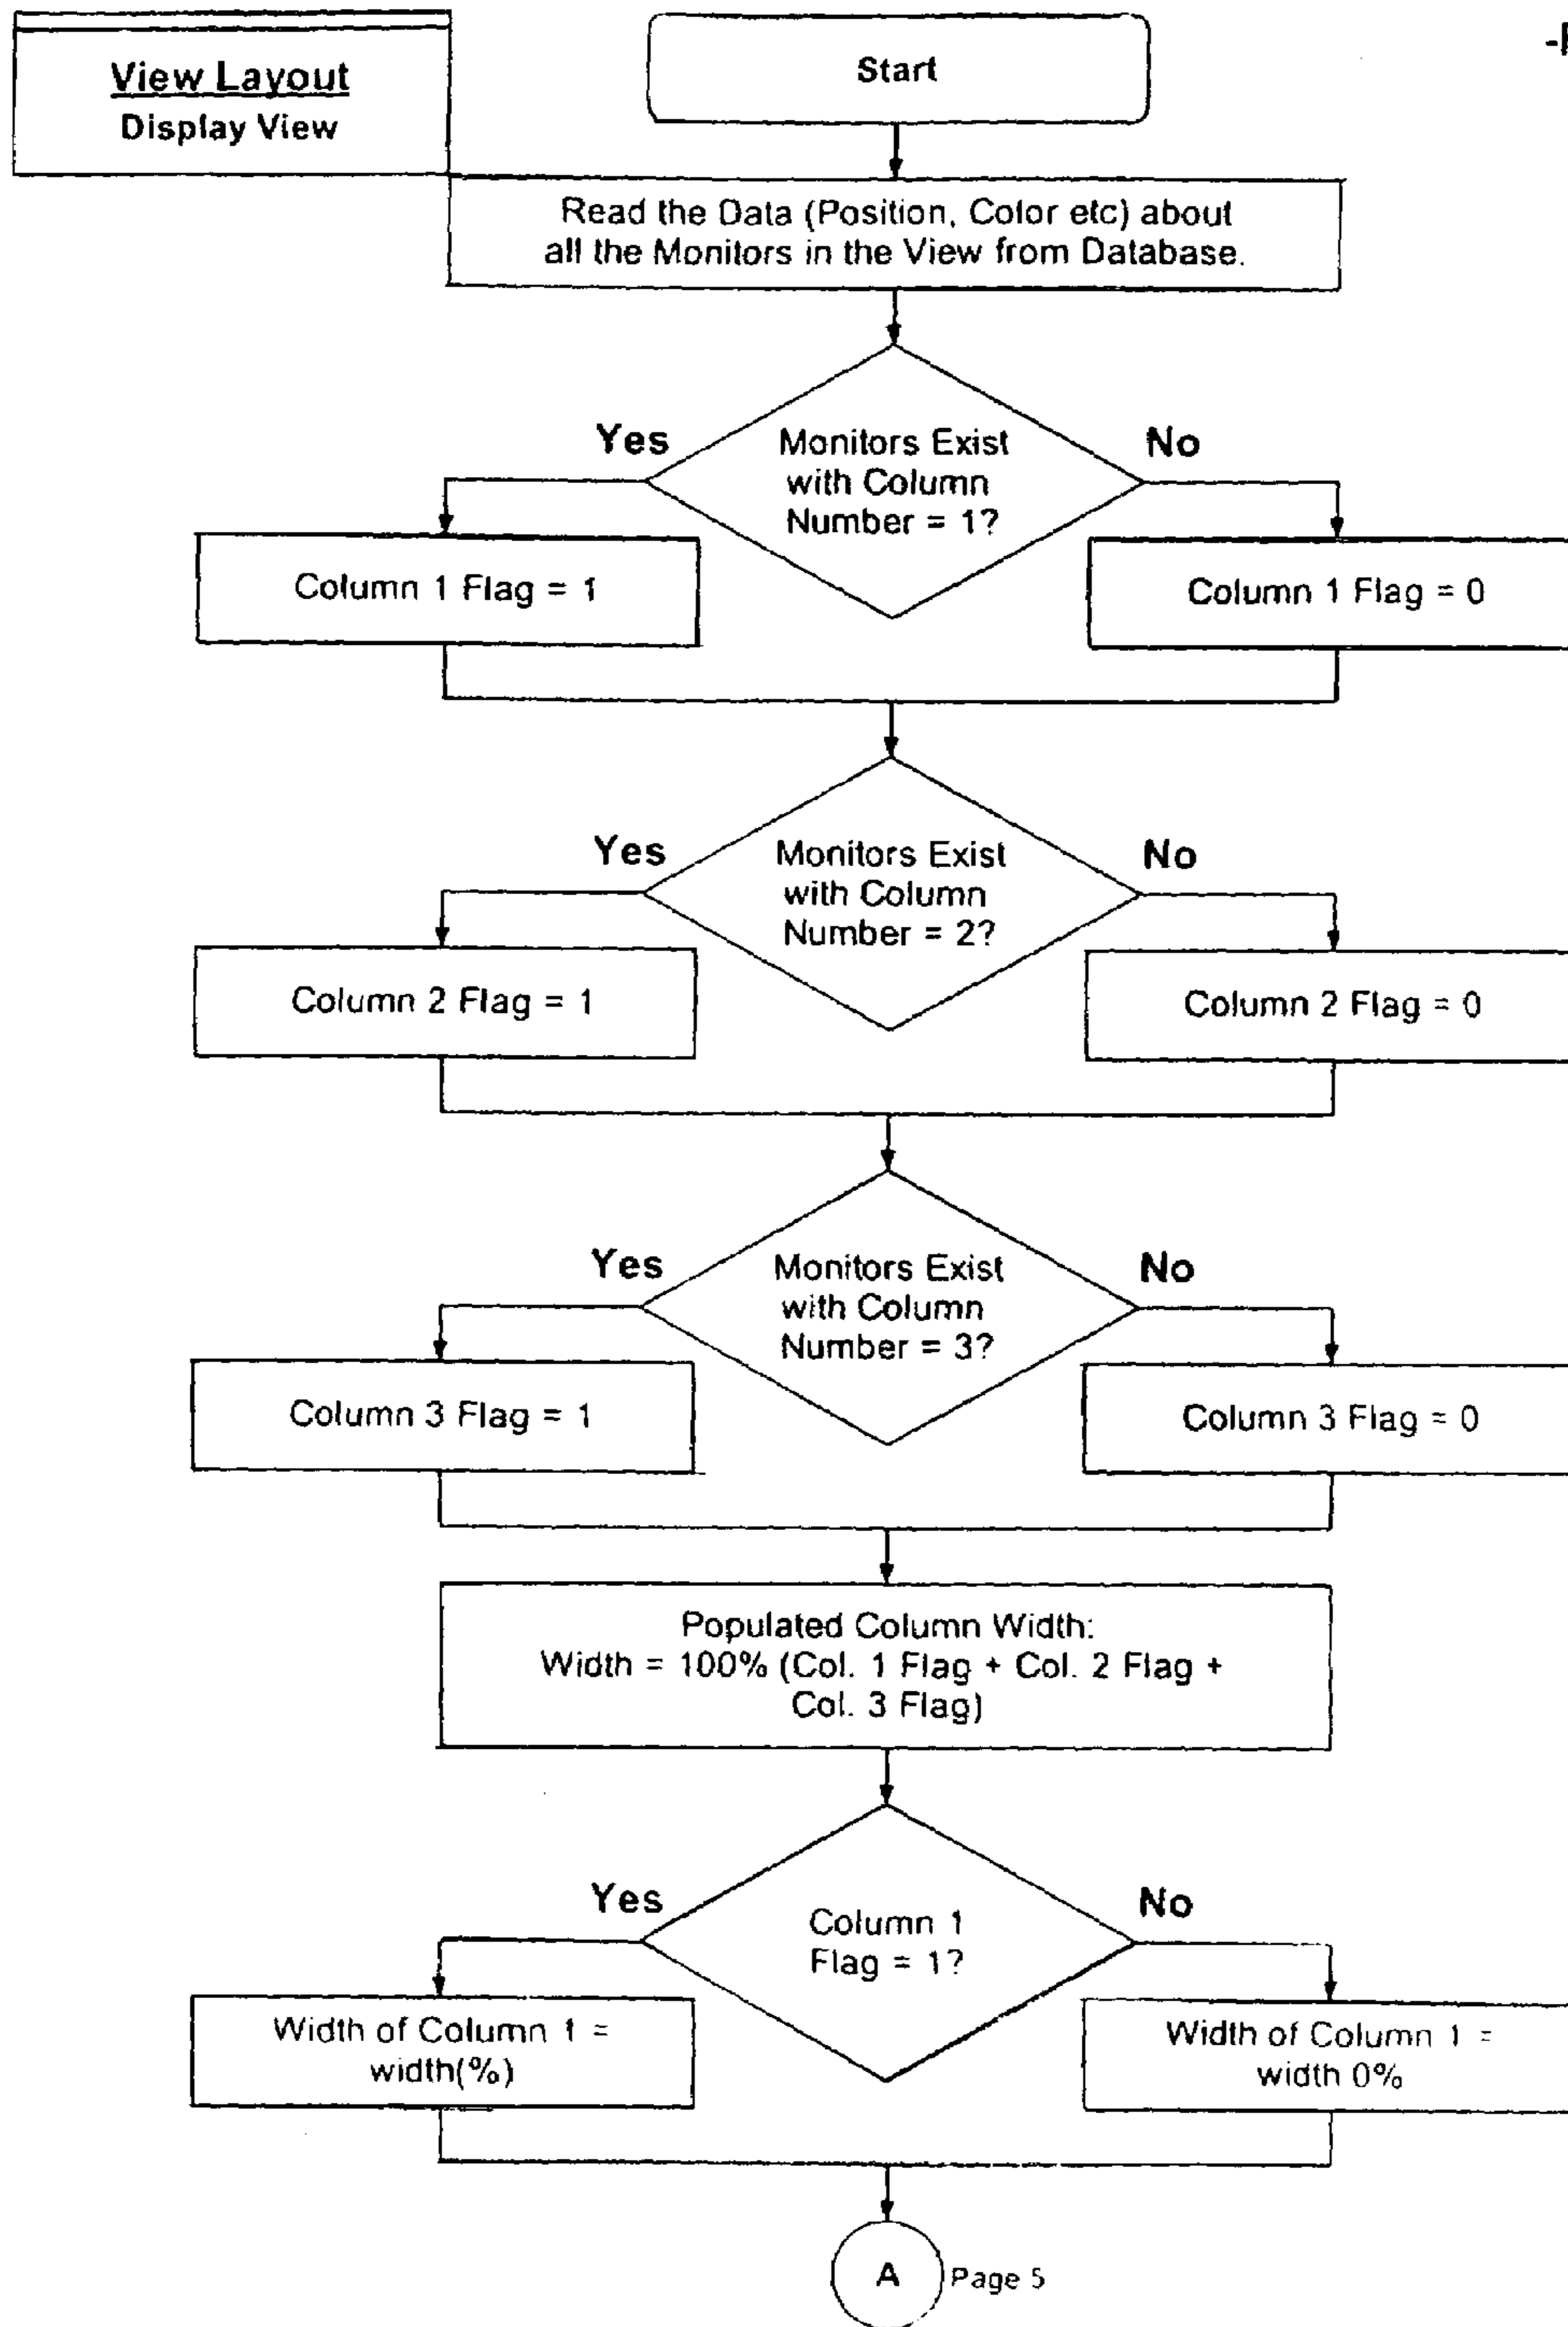 View Layout
Display View
Start
Read the Data (Position, Color etc) about
all the Monitors in the View from Database.
Yes
Monitors Exist
with Column
Number = 1?
No
Column 1 Flag = 1
Column 1 Flag = 0
Yes
Monitors Exist
with Column
Number = 2?
No
Column 2 Flag = 1
Column 2 Flag = 0
Yes
Monitors Exist
with Column
Number = 3?
No
Column 3 Flag = 1
Column 3 Flag = 0
Populated Column Width:
Width = 100% (Col. 1 Flag + Col. 2 Flag +
Col. 3 Flag)
Yes
Column 1
Flag = 1?
No
Width of Column 1 =
width(%)
Width of Column 1 =
width 0%
A
Page 5